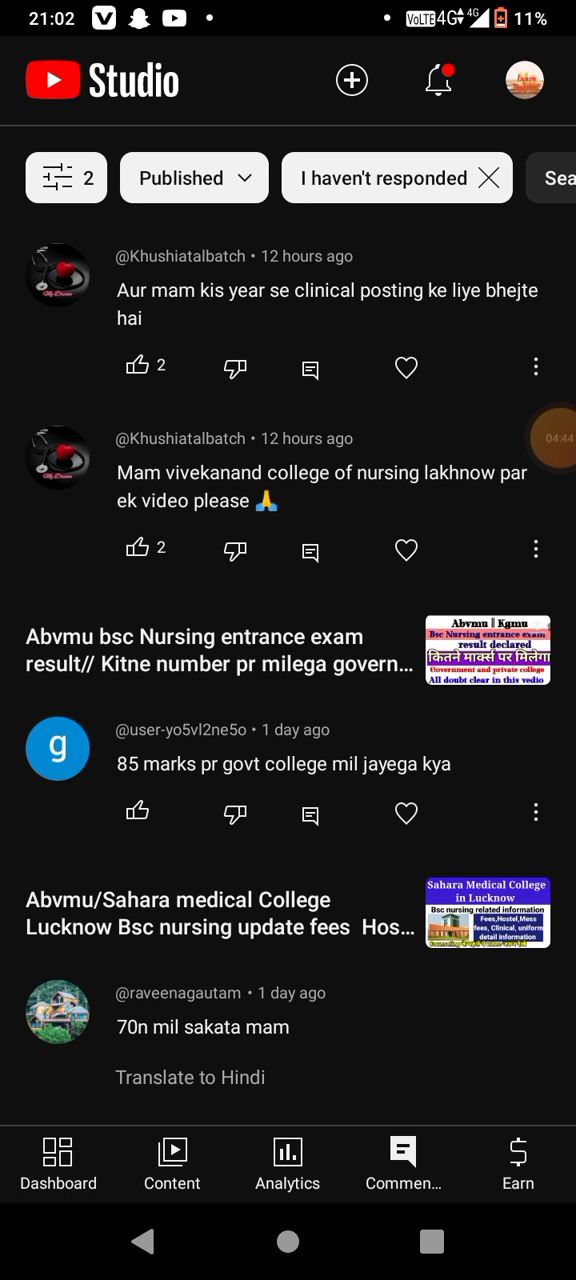 21:02
VoLTE 4G 4G 11%
Studio
2
Published
I haven't responded
Sea
@Khushiatalbatch • 12 hours ago
My Dream
Aur mam kis year se clinical posting ke liye bhejte
hai
2
@Khushiatalbatch • 12 hours ago
My Dream
04:44
Mam vivekanand college of nursing lakhnow par
ek video please 🙏
2
Abvmu bsc Nursing entrance exam
result// Kitne number pr milega govern...
Abvmu || Kgmu
Bsc Nursing entrance exam
result declared
कितने मार्क्स पर मिलेगा
Government and private college
All doubt clear in this vedio
g
@user-yo5vl2ne5o • 1 day ago
85 marks pr govt college mil jayega kya
Abvmu/Sahara medical College
Lucknow Bsc nursing update fees Hos...
Sahara Medical College
in Lucknow
Bsc nursing related information
Fees,Hostel,Mess
fees, Clinical, uniform
detail information
@raveenagautam • 1 day ago
70n mil sakata mam
Translate to Hindi
Dashboard
Content
Analytics
Commen...
Earn